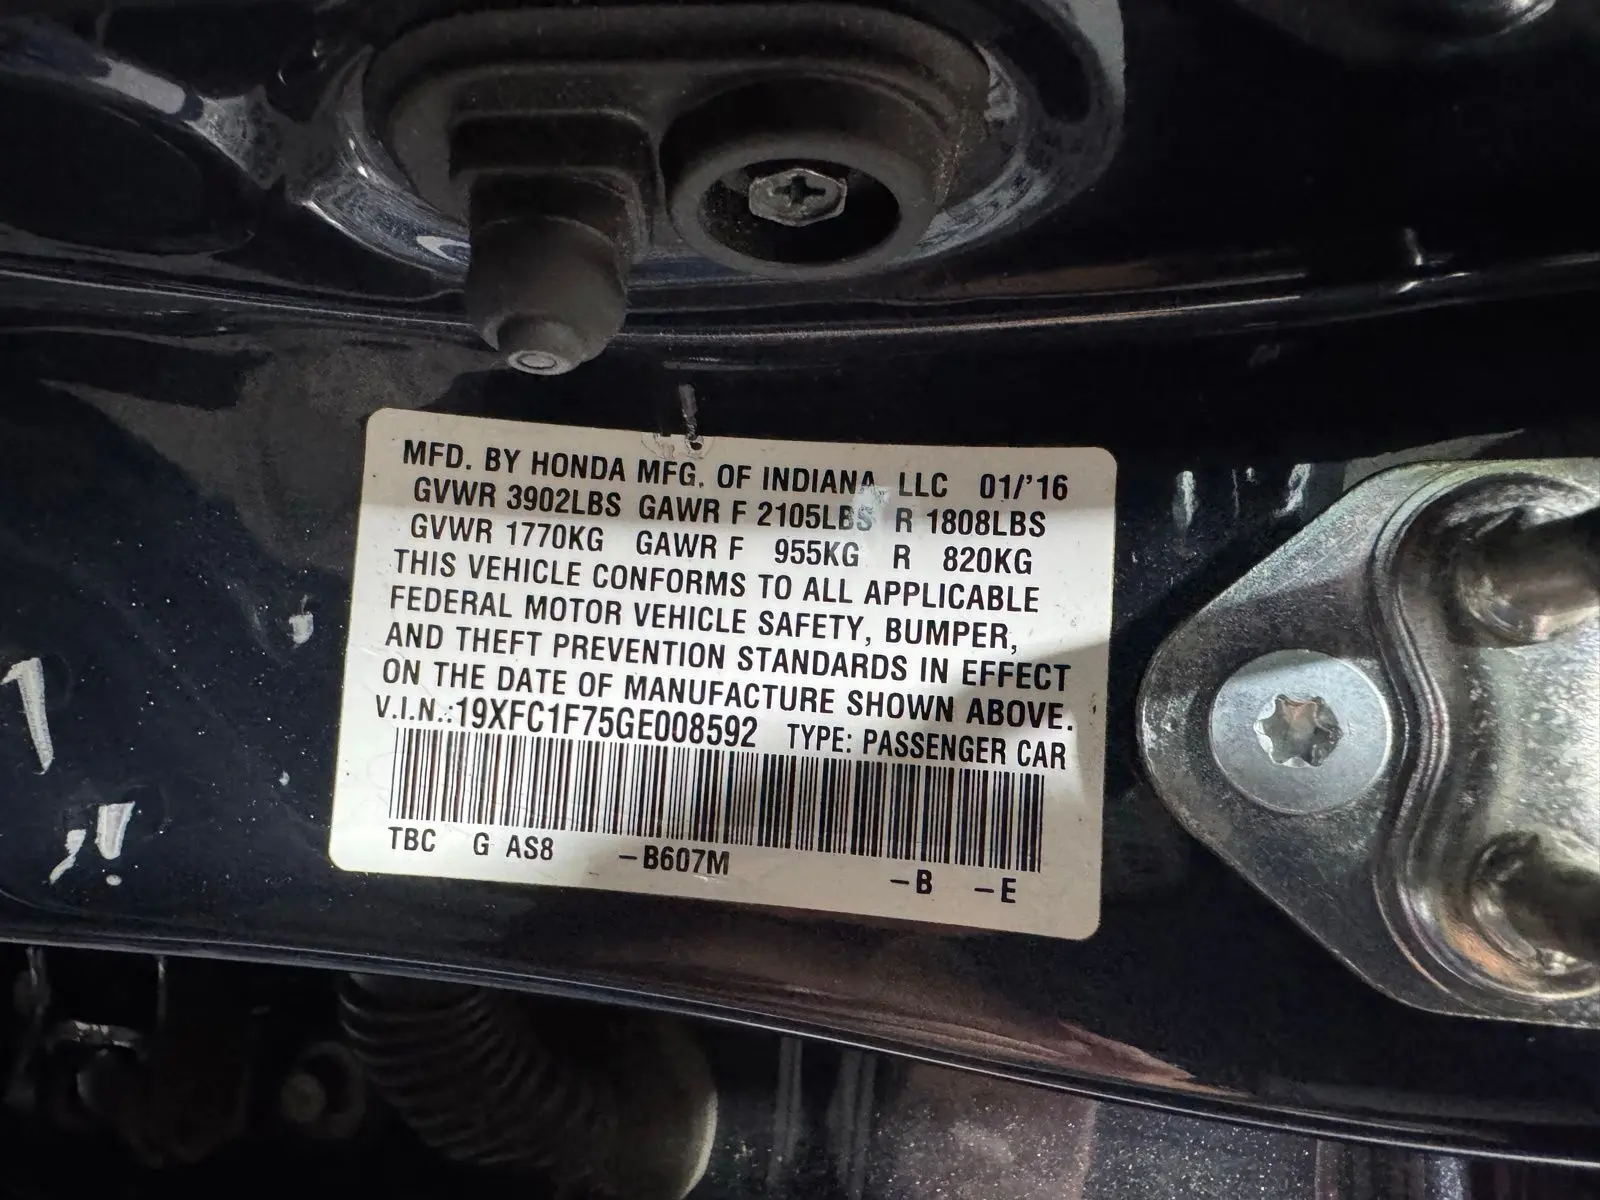 MFD. BY HONDA MFG. OF INDIANA, LLC 01/'16
GVWR 3902LBS GAWR F 2105LBS R 1808LBS
GVWR 1770KG GAWR F 955KG R 820KG
THIS VEHICLE CONFORMS TO ALL APPLICABLE
FEDERAL MOTOR VEHICLE SAFETY, BUMPER,
AND THEFT PREVENTION STANDARDS IN EFFECT
ON THE DATE OF MANUFACTURE SHOWN ABOVE.
V.I.N.:19XFC1F75GE008592 TYPE: PASSENGER CAR
TBC G AS8 –B607M –B –E